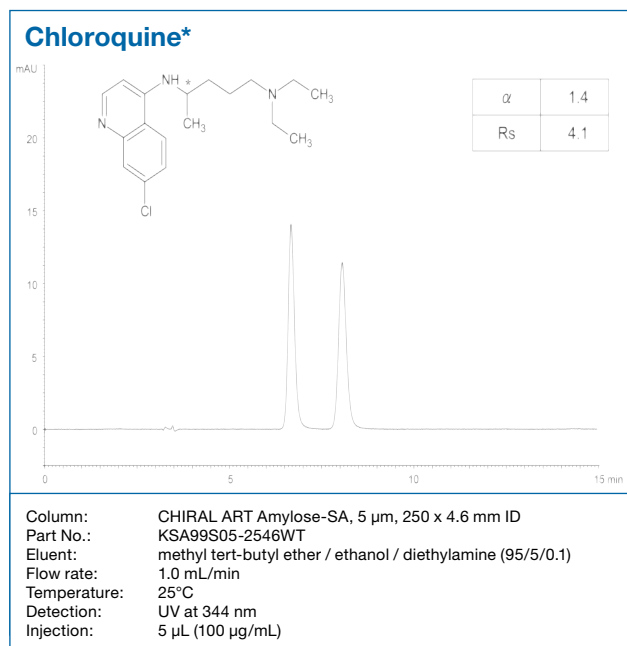 Chloroquine*
mAU
NH
*
N
CH₃
CH₃
CH₃
N
Cl
α 1.4
Rs 4.1
20
15
10
5
0
0 5 10 15 min
Column: CHIRAL ART Amylose-SA, 5 µm, 250 x 4.6 mm ID
Part No.: KSA99S05-2546WT
Eluent: methyl tert-butyl ether / ethanol / diethylamine (95/5/0.1)
Flow rate: 1.0 mL/min
Temperature: 25°C
Detection: UV at 344 nm
Injection: 5 µL (100 µg/mL)